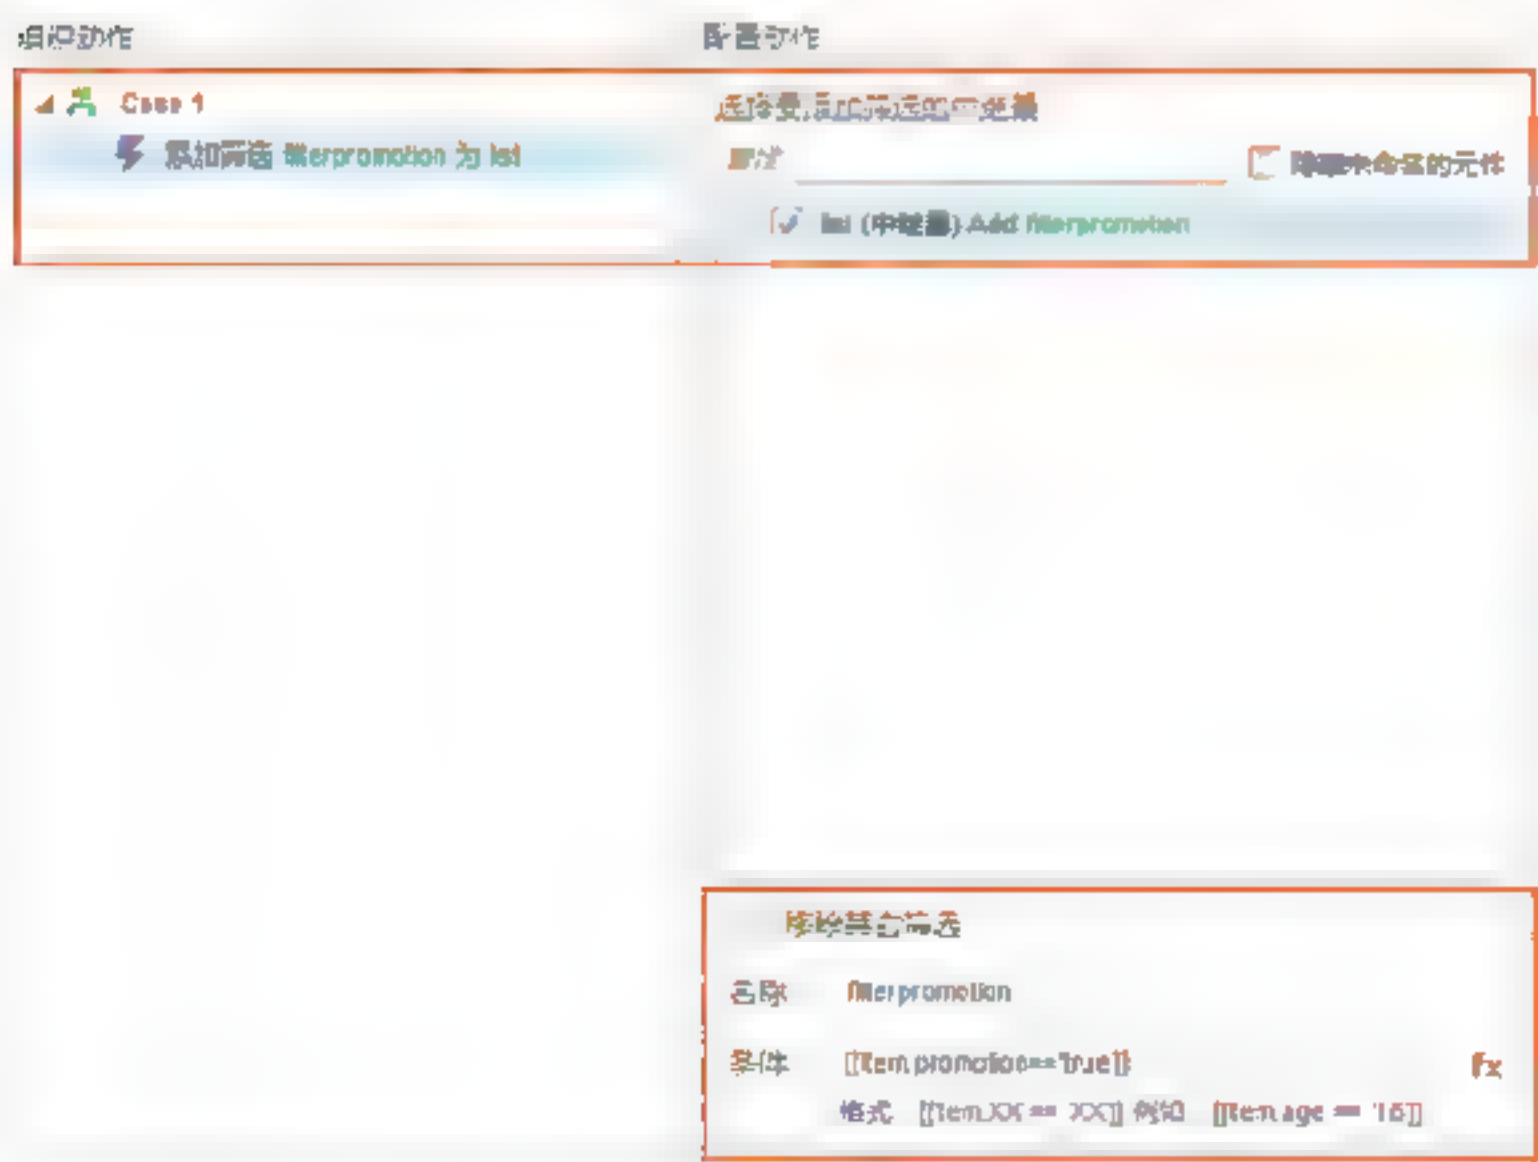 组织动作
配置动作
Case 1
添加筛选 filterpromotion 为 list
选择要添加筛选的中继器
隐藏未命名的元件
list (中继器) Add filterpromotion
移除其它筛选
名称 filterpromotion
条件 [[Item.promotion=='true']] fx
格式 [[Item.XX == 'XX']] 例如 [[Item.age == '18']]